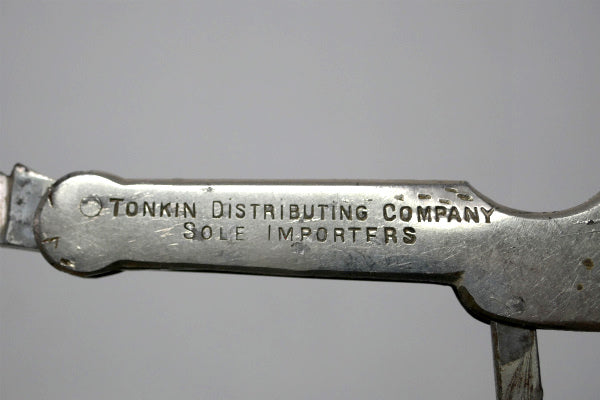 TONKIN DISTRIBUTING COMPANY
SOLE IMPORTERS